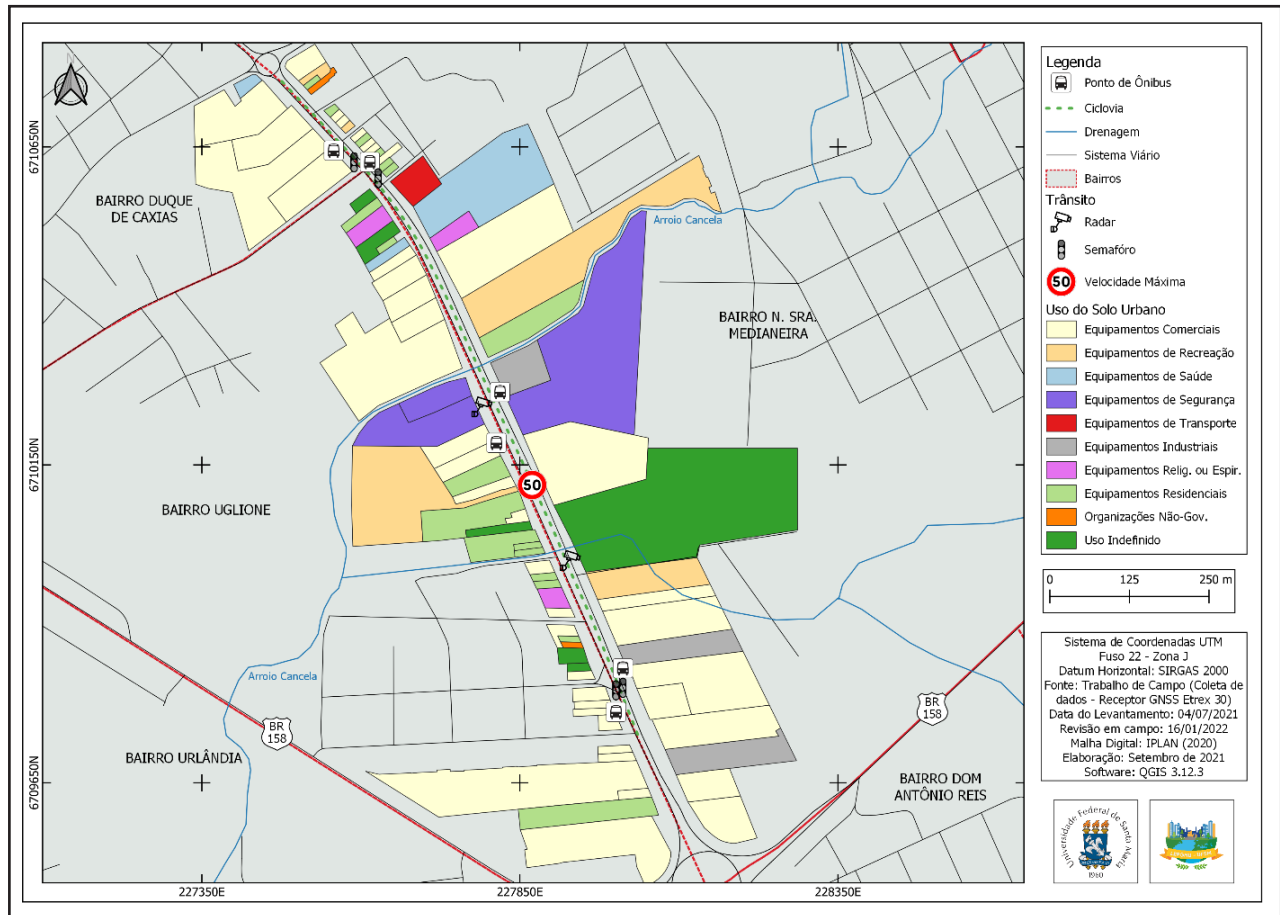 N
6710650N
6710150N
6709650N
227350E
227850E
228350E
BAIRRO DUQUE
DE CAXIAS
Arroio Cancela
BAIRRO N. SRA.
MEDIANEIRA
50
BAIRRO UGLIONE
Arroio Cancela
BR
158
BR
158
BAIRRO URLÂNDIA
BAIRRO DOM
ANTÔNIO REIS
Legenda
Ponto de Ônibus
Ciclovia
Drenagem
Sistema Viário
Bairros
Trânsito
Radar
Semafóro
50
Velocidade Máxima
Uso do Solo Urbano
Equipamentos Comerciais
Equipamentos de Recreação
Equipamentos de Saúde
Equipamentos de Segurança
Equipamentos de Transporte
Equipamentos Industriais
Equipamentos Relig. ou Espir.
Equipamentos Residenciais
Organizações Não-Gov.
Uso Indefinido
0 125 250 m
Sistema de Coordenadas UTM
Fuso 22 - Zona J
Datum Horizontal: SIRGAS 2000
Fonte: Trabalho de Campo (Coleta de
dados - Receptor GNSS Etrex 30)
Data do Levantamento: 04/07/2021
Revisão em campo: 16/01/2022
Malha Digital: IPLAN (2020)
Elaboração: Setembro de 2021
Software: QGIS 3.12.3
Universidade Federal de Santa Maria
1960